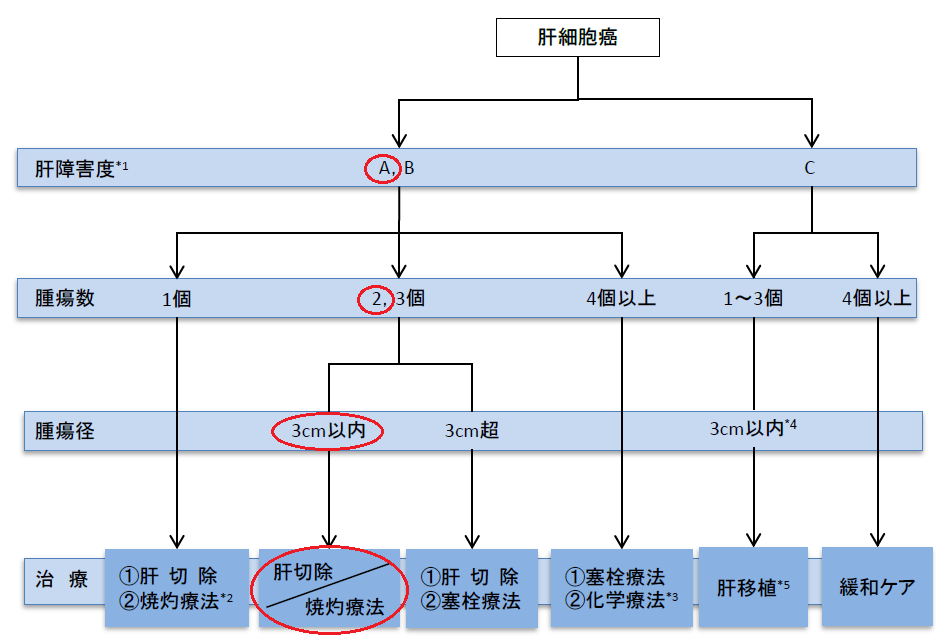 肝細胞癌
肝障害度*1 A, B C
腫瘍数 1個 2, 3個 4個以上 1～3個 4個以上
腫瘍径 3cm以内 3cm超 3cm以内*4
治 療
①肝 切 除
②焼灼療法*2
肝切除
焼灼療法
①肝 切 除
②塞栓療法
①塞栓療法
②化学療法*3
肝移植*5
緩和ケア